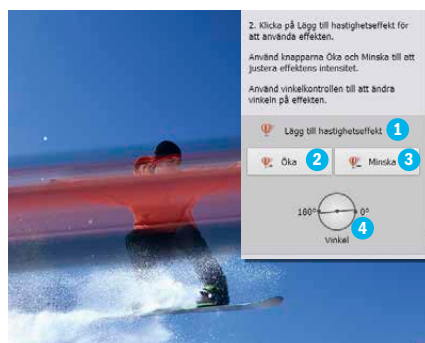 2. Klicka på Lägg till hastighetseffekt för
att använda effekten.
Använd knapparna Öka och Minska till att
justera effektens intensitet.
Använd vinkelkontrollen till att ändra
vinkeln på effekten.
Lägg till hastighetseffekt 1
Öka 2 Minska 3
180° 0°
4
Vinkel